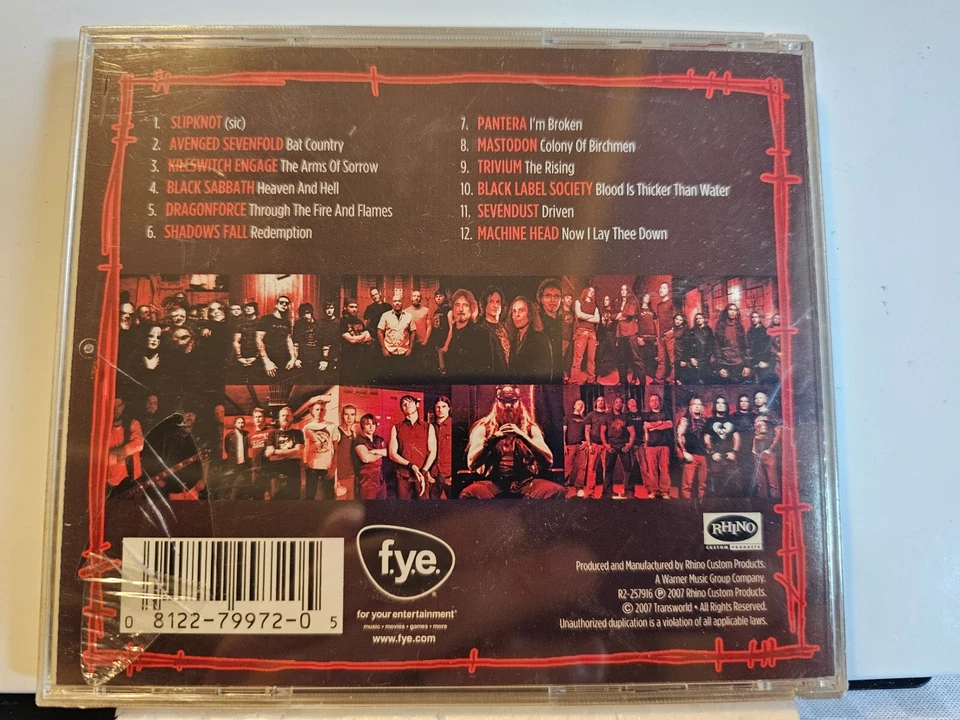 1. SLIPKNOT (sic)
2. AVENGED SEVENFOLD Bat Country
3. KILLSWITCH ENGAGE The Arms Of Sorrow
4. BLACK SABBATH Heaven And Hell
5. DRAGONFORCE Through The Fire And Flames
6. SHADOWS FALL Redemption
7. PANTERA I'm Broken
8. MASTODON Colony Of Birchmen
9. TRIVIUM The Rising
10. BLACK LABEL SOCIETY Blood Is Thicker Than Water
11. SEVENDUST Driven
12. MACHINE HEAD Now I Lay Thee Down
0 81122-79972-0 5
f.y.e.®
for your entertainment®
music • movies • games • more
www.fye.com
RHINO
CUSTOM PRODUCTS
Produced and Manufactured by Rhino Custom Products.
A Warner Music Group Company.
R2-257916 ℗ 2007 Rhino Custom Products.
© 2007 Transworld • All Rights Reserved.
Unauthorized duplication is a violation of all applicable laws.